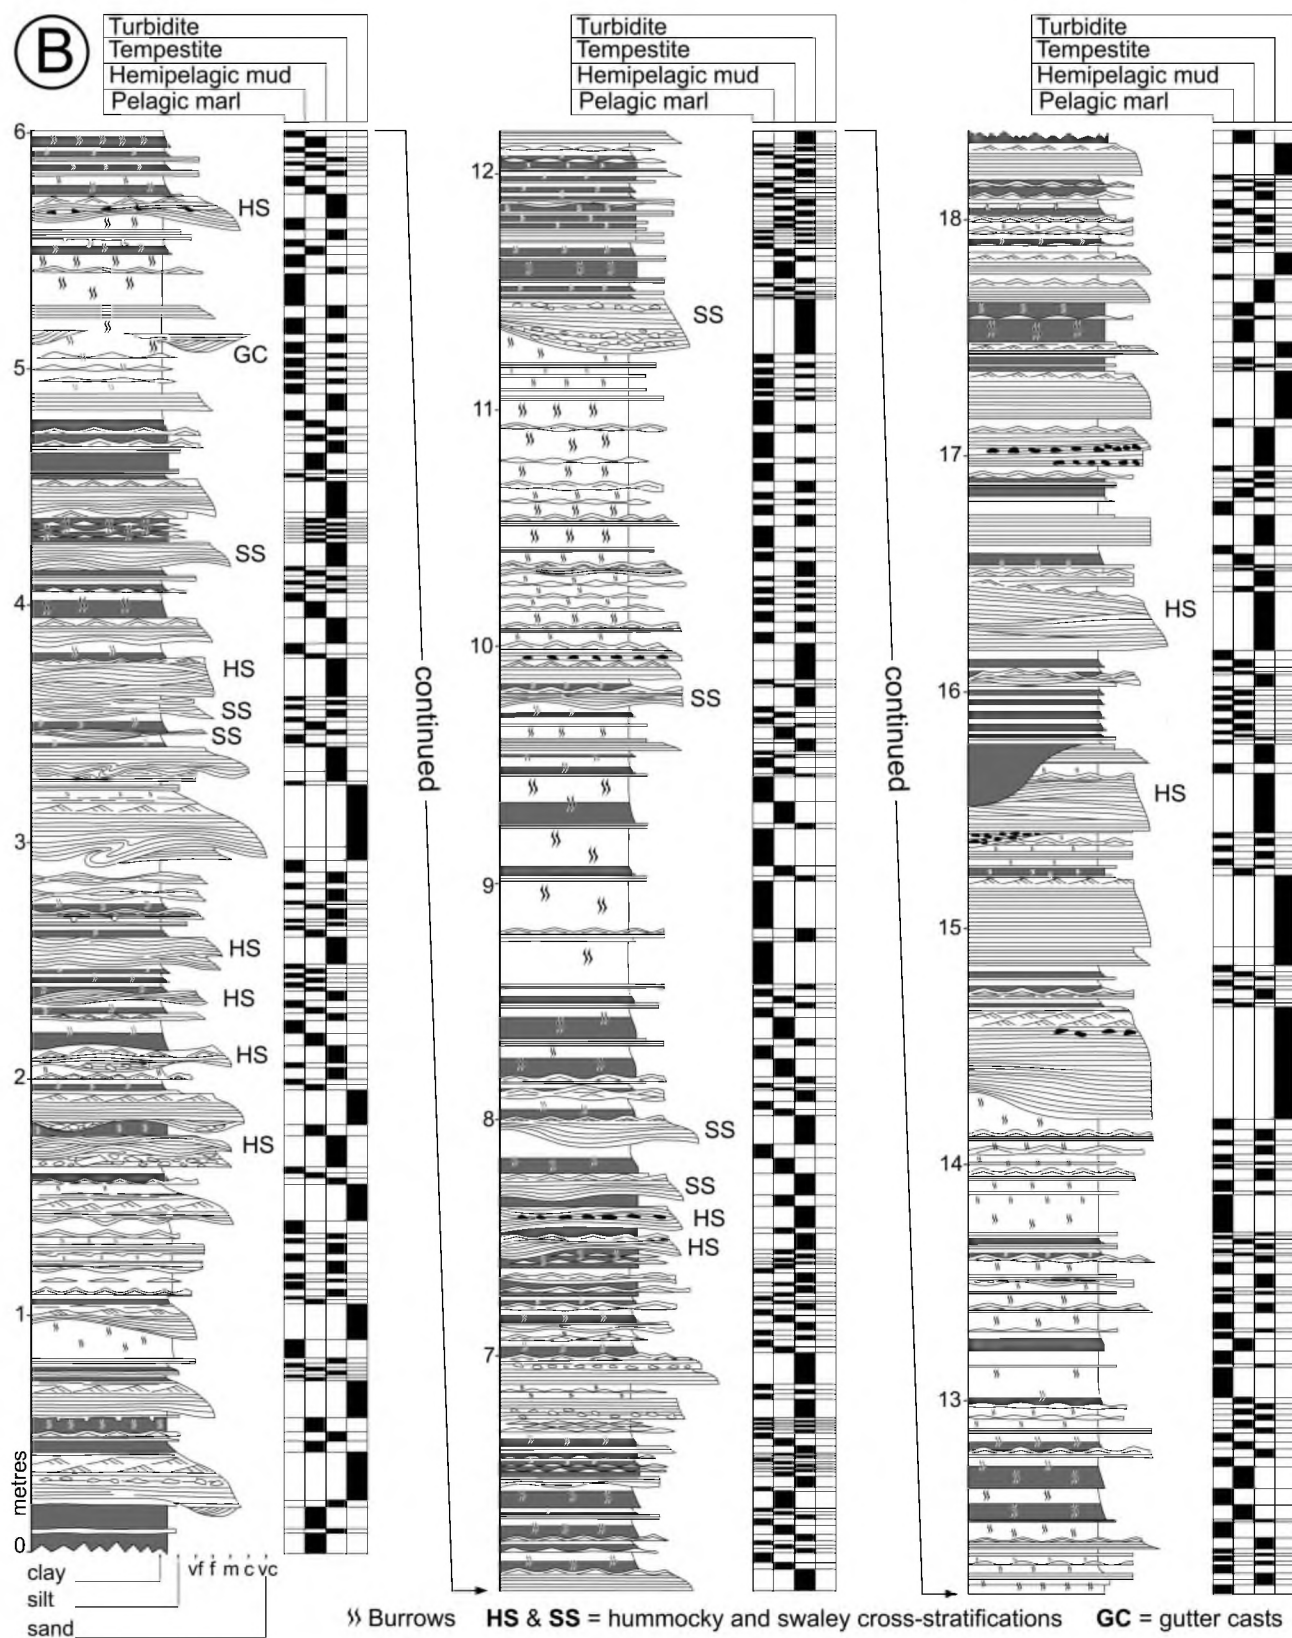 B
Turbidite
Tempestite
Hemipelagic mud
Pelagic marl
Turbidite
Tempestite
Hemipelagic mud
Pelagic marl
Turbidite
Tempestite
Hemipelagic mud
Pelagic marl
6
HS
5
GC
SS
4
HS
SS
SS
3
HS
HS
HS
2
HS
1
metres
0
clay
silt
sand
vf f m c vc
continued
12
SS
11
10
SS
9
8
SS
SS
HS
HS
7
continued
18
17
HS
16
HS
15
14
13
Burrows HS & SS = hummocky and swaley cross-stratifications GC = gutter casts